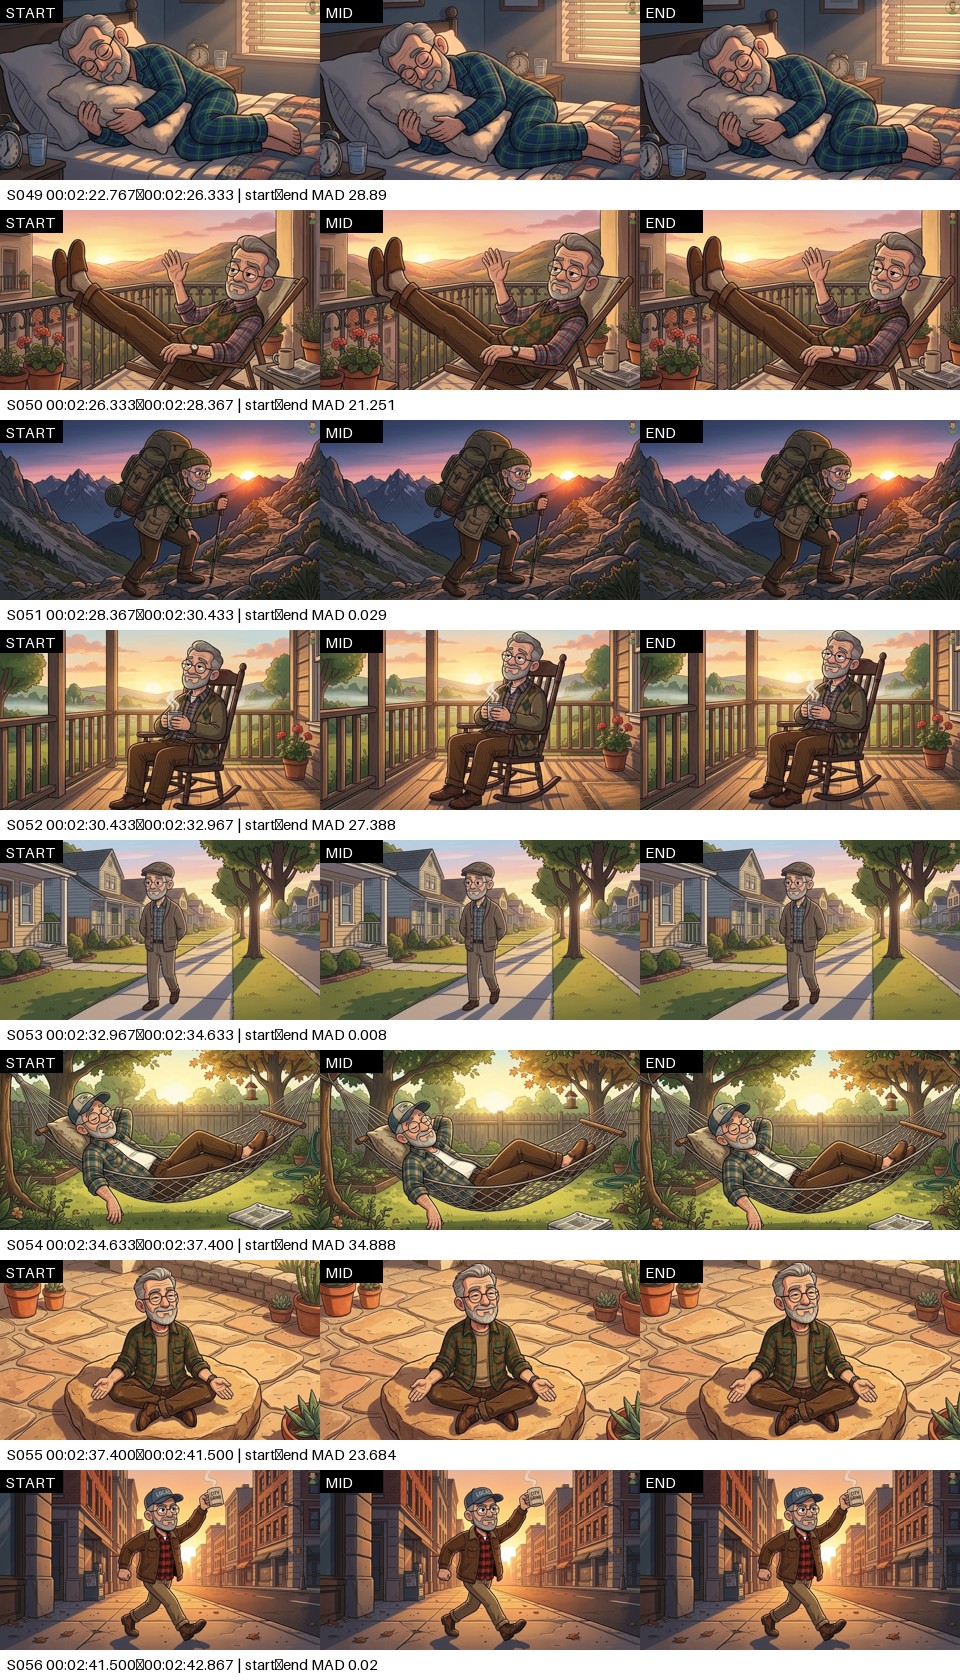 START MID END
S049 00:02:22.767□00:02:26.333 | start□end MAD 28.89
START MID END
S050 00:02:26.333□00:02:28.367 | start□end MAD 21.251
START MID END
S051 00:02:28.367□00:02:30.433 | start□end MAD 0.029
START MID END
S052 00:02:30.433□00:02:32.967 | start□end MAD 27.388
START MID END
S053 00:02:32.967□00:02:34.633 | start□end MAD 0.008
START MID END
S054 00:02:34.633□00:02:37.400 | start□end MAD 34.888
START MID END
S055 00:02:37.400□00:02:41.500 | start□end MAD 23.684
START MID END
LOCAL
CITY
S056 00:02:41.500□00:02:42.867 | start□end MAD 0.02